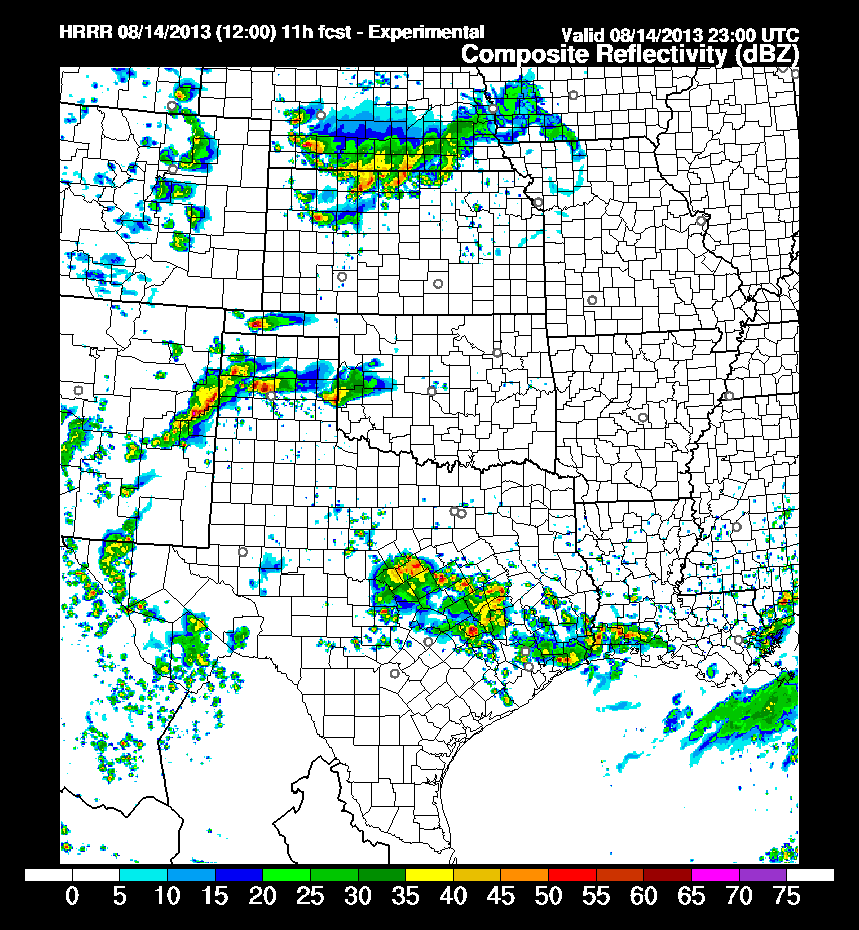 HRRR 08/14/2013 (12:00) 11h fcst - Experimental Valid 08/14/2013 23:00 UTC
Composite Reflectivity (dBZ)
0 5 10 15 20 25 30 35 40 45 50 55 60 65 70 75